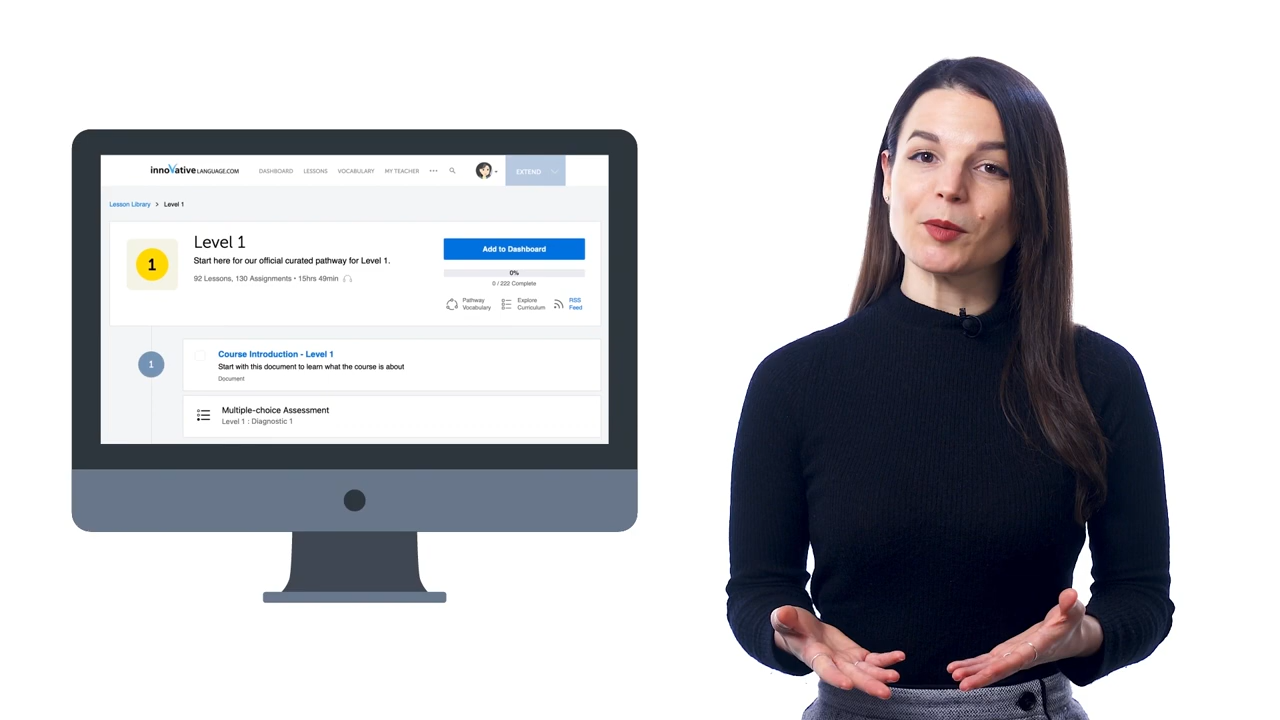 innoVative LANGUAGE.COM DASHBOARD LESSONS VOCABULARY MY TEACHER ••• EXTEND
Lesson Library > Level 1
1
Level 1
Start here for our official curated pathway for Level 1.
92 Lessons, 130 Assignments • 15hrs 49min
Add to Dashboard
0%
0 / 222 Complete
Pathway
Vocabulary
Explore
Curriculum
RSS
Feed
1
Course Introduction - Level 1
Start with this document to learn what the course is about
Document
Multiple-choice Assessment
Level 1 : Diagnostic 1